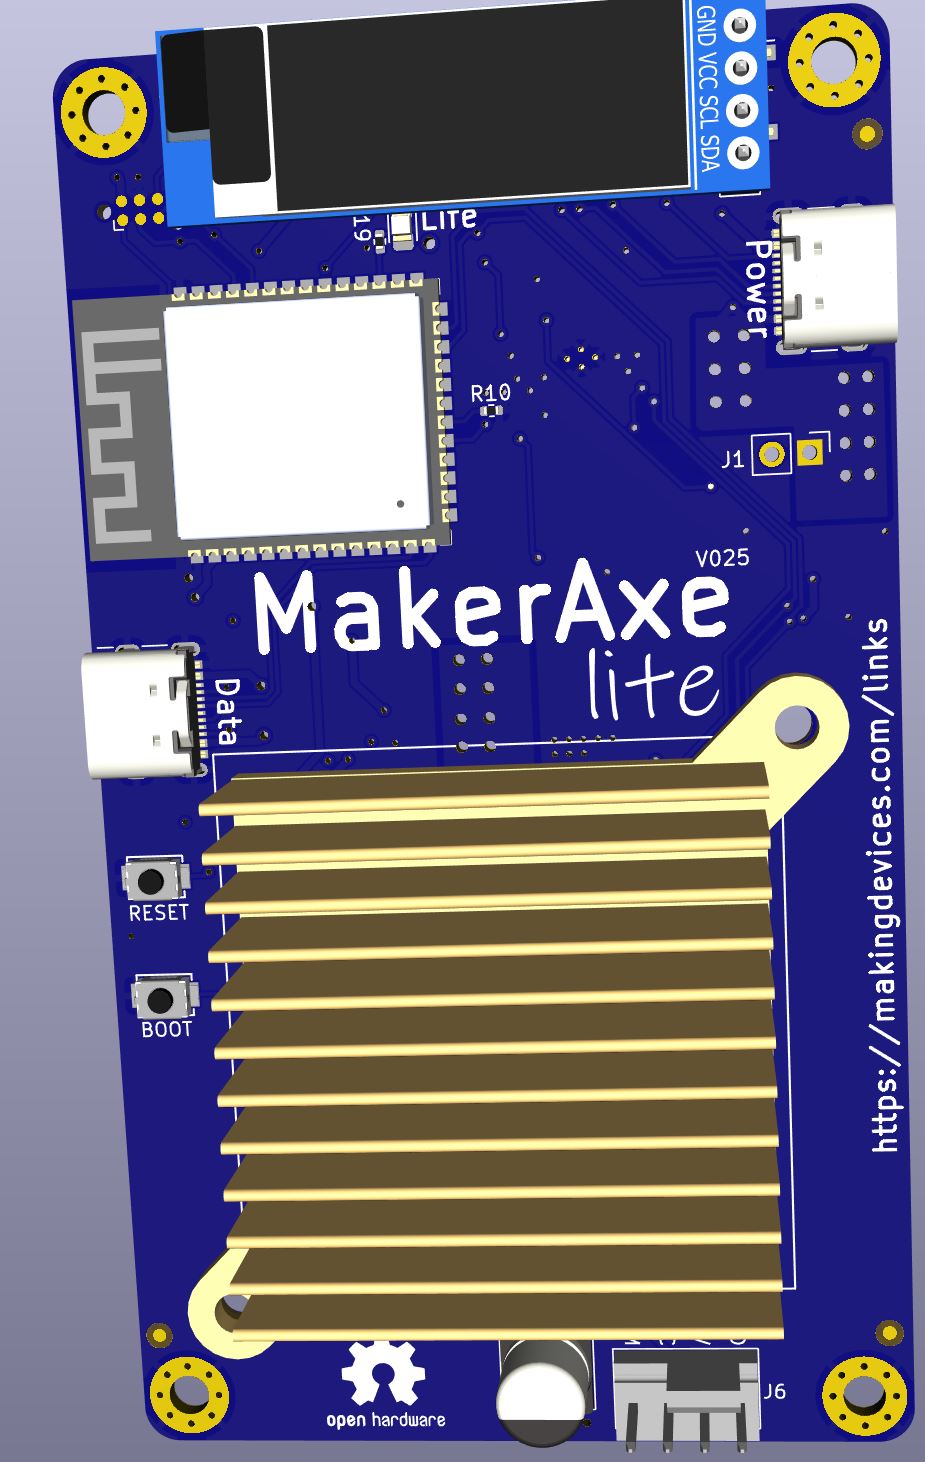 GND VCC SCL SDA
19
Lite
Power
R10
J1
V025
MakerAxe
lite
Data
RESET
BOOT
https://makingdevices.com/links
open hardware
J6